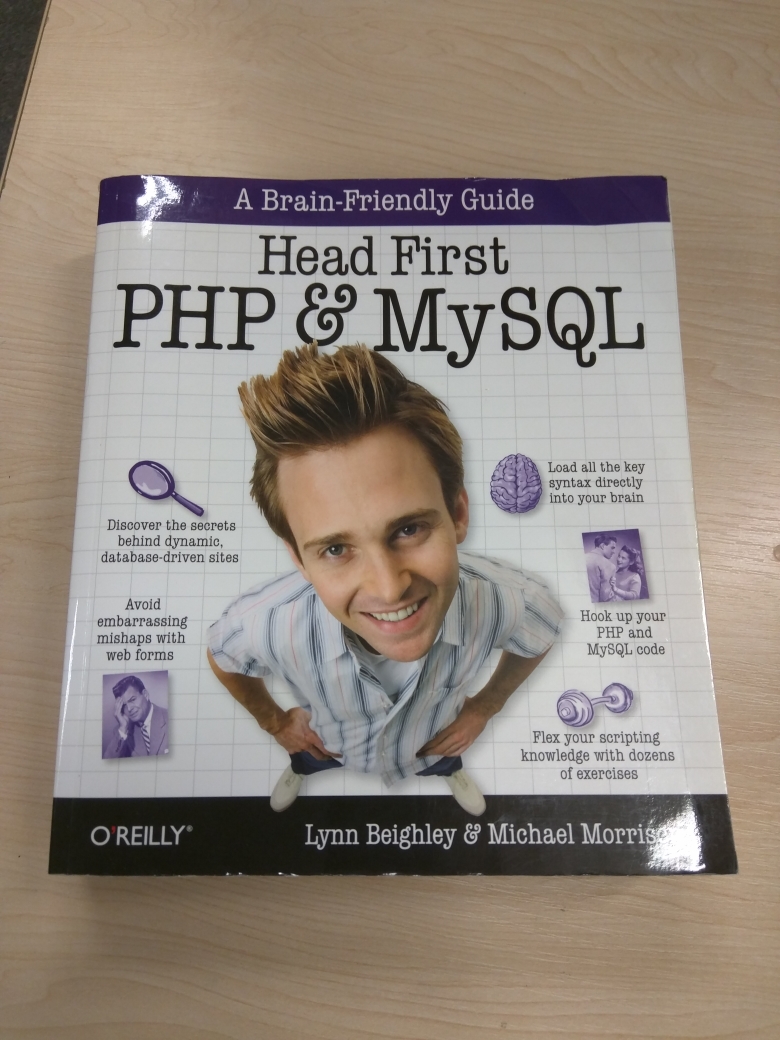 A Brain-Friendly Guide
Head First
PHP & MySQL
Discover the secrets
behind dynamic,
database-driven sites
Load all the key
syntax directly
into your brain
Avoid
embarrassing
mishaps with
web forms
Hook up your
PHP and
MySQL code
Flex your scripting
knowledge with dozens
of exercises
O'REILLY®
Lynn Beighley & Michael